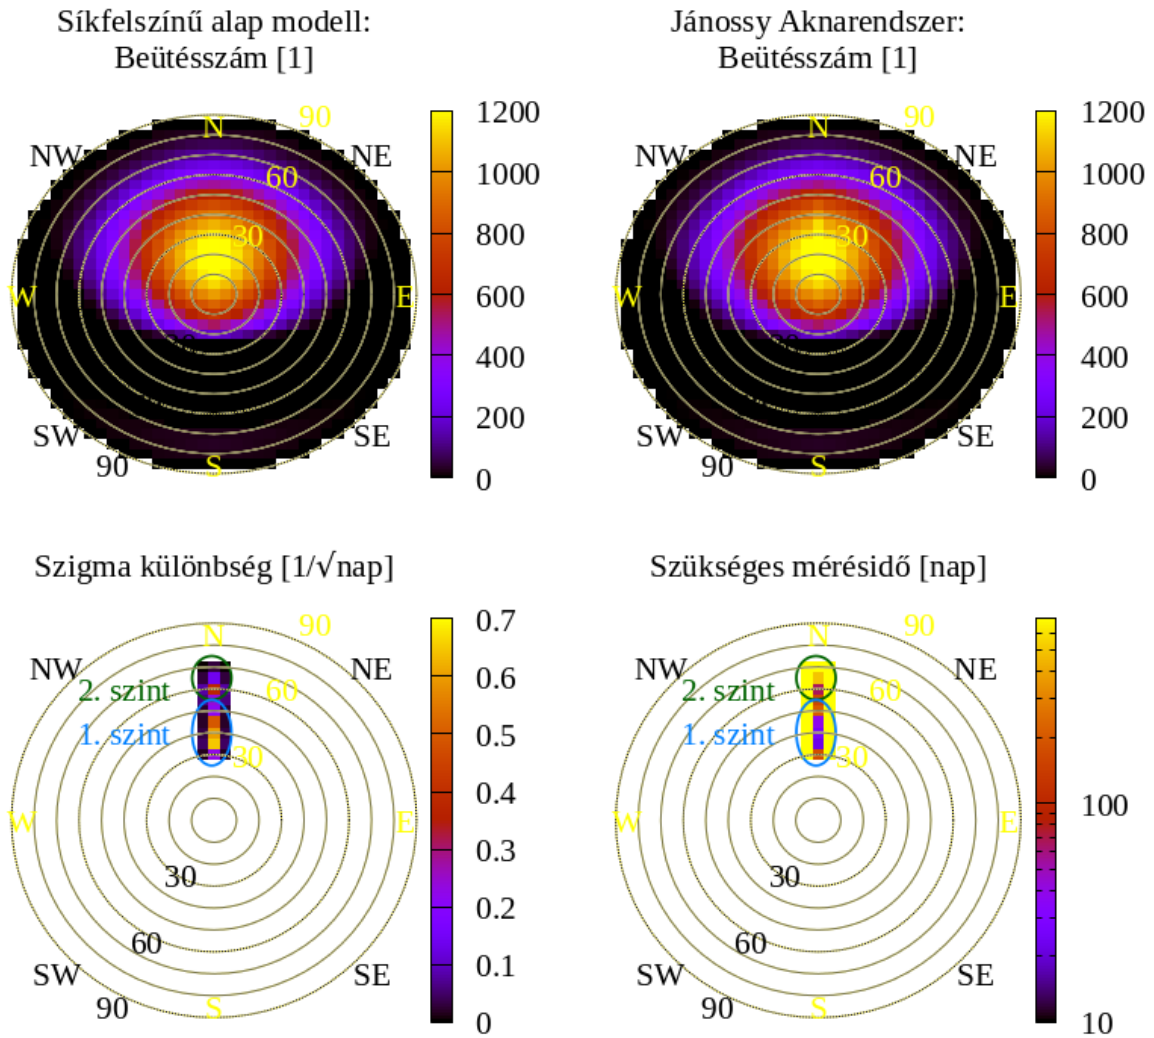 Síkfelszínű alap modell:
Beütésszám [1]
90
N
NW
NE
60
30
W
E
30
SW
SE
90
S
1200
1000
800
600
400
200
0
Jánossy Aknarendszer:
Beütésszám [1]
90
N
NW
NE
60
30
W
E
30
SW
SE
90
S
1200
1000
800
600
400
200
0
Szigma különbség [1/√nap]
90
N
NW
NE
2. szint
60
1. szint
30
W
E
30
60
SW
SE
90
S
0.7
0.6
0.5
0.4
0.3
0.2
0.1
0
Szükséges mérésidő [nap]
90
N
NW
NE
2. szint
60
1. szint
30
W
E
30
60
SW
SE
90
S
100
10